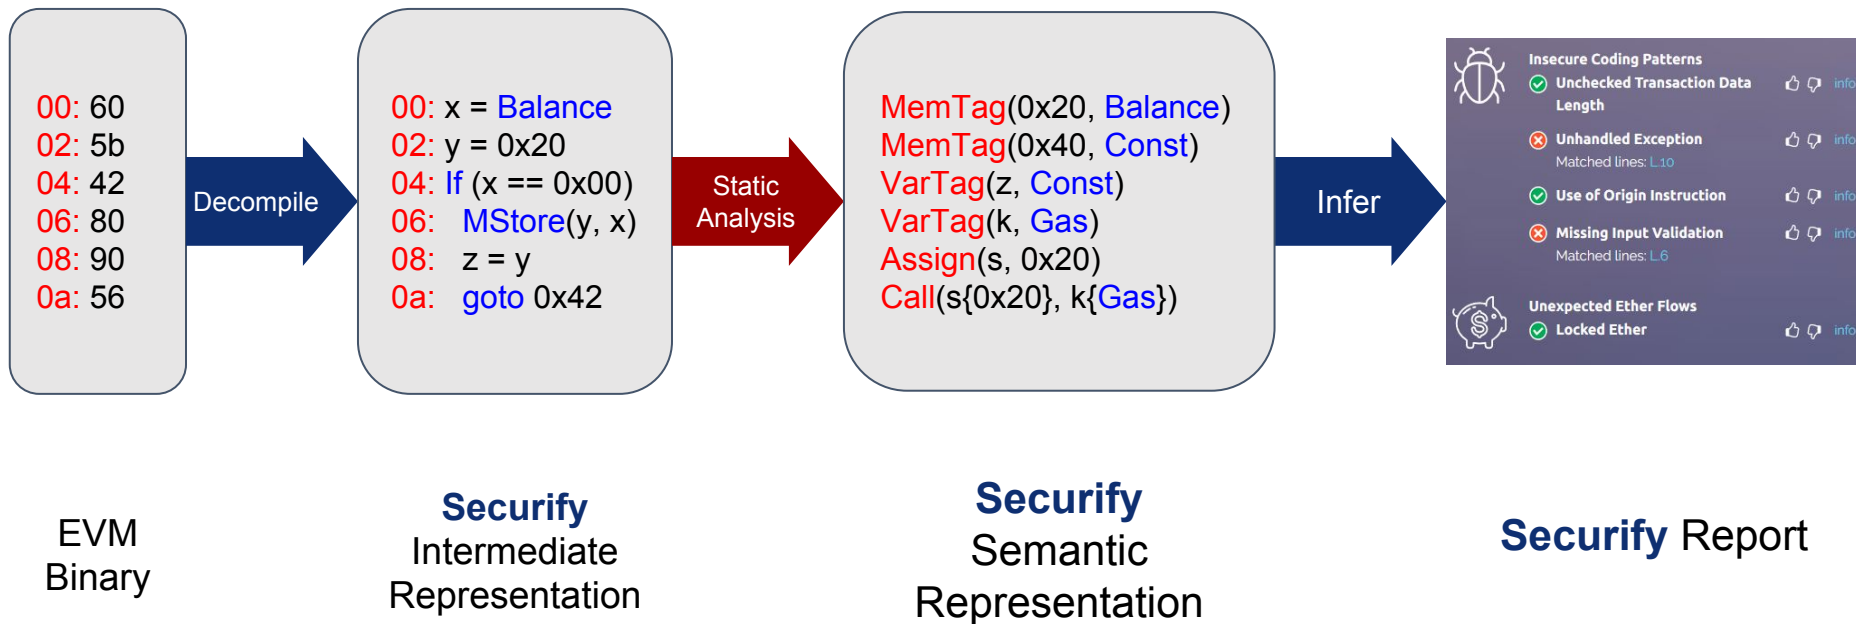 00: 60
02: 5b
04: 42
06: 80
08: 90
0a: 56
Decompile
00: x = Balance
02: y = 0x20
04: If (x == 0x00)
06: MStore(y, x)
08: z = y
0a: goto 0x42
Static
Analysis
MemTag(0x20, Balance)
MemTag(0x40, Const)
VarTag(z, Const)
VarTag(k, Gas)
Assign(s, 0x20)
Call(s{0x20}, k{Gas})
Infer
Insecure Coding Patterns
Unchecked Transaction Data info
Length
Unhandled Exception info
Matched lines: L.10
Use of Origin Instruction info
Missing Input Validation info
Matched lines: L.6
Unexpected Ether Flows
Locked Ether info
EVM
Binary
Securify
Intermediate
Representation
Securify
Semantic
Representation
Securify Report